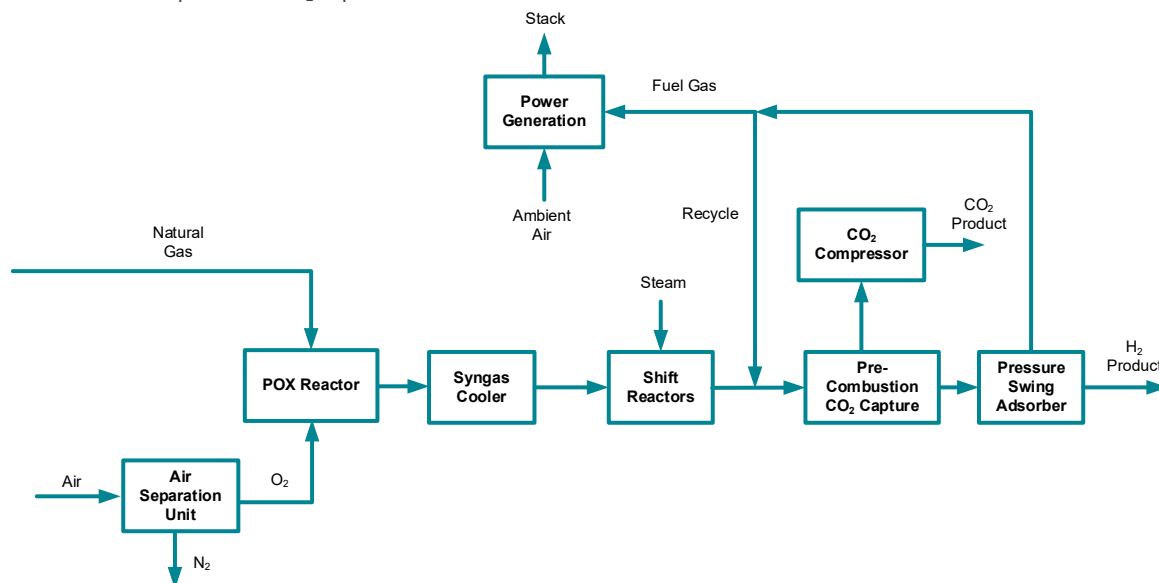 Stack
Power
Generation
Fuel Gas
Ambient
Air
Recycle
CO₂
Product
CO₂
Compressor
Natural
Gas
Steam
POX Reactor
Syngas
Cooler
Shift
Reactors
Pre-
Combustion
CO₂ Capture
Pressure
Swing
Adsorber
H₂
Product
Air
Air
Separation
Unit
O₂
N₂